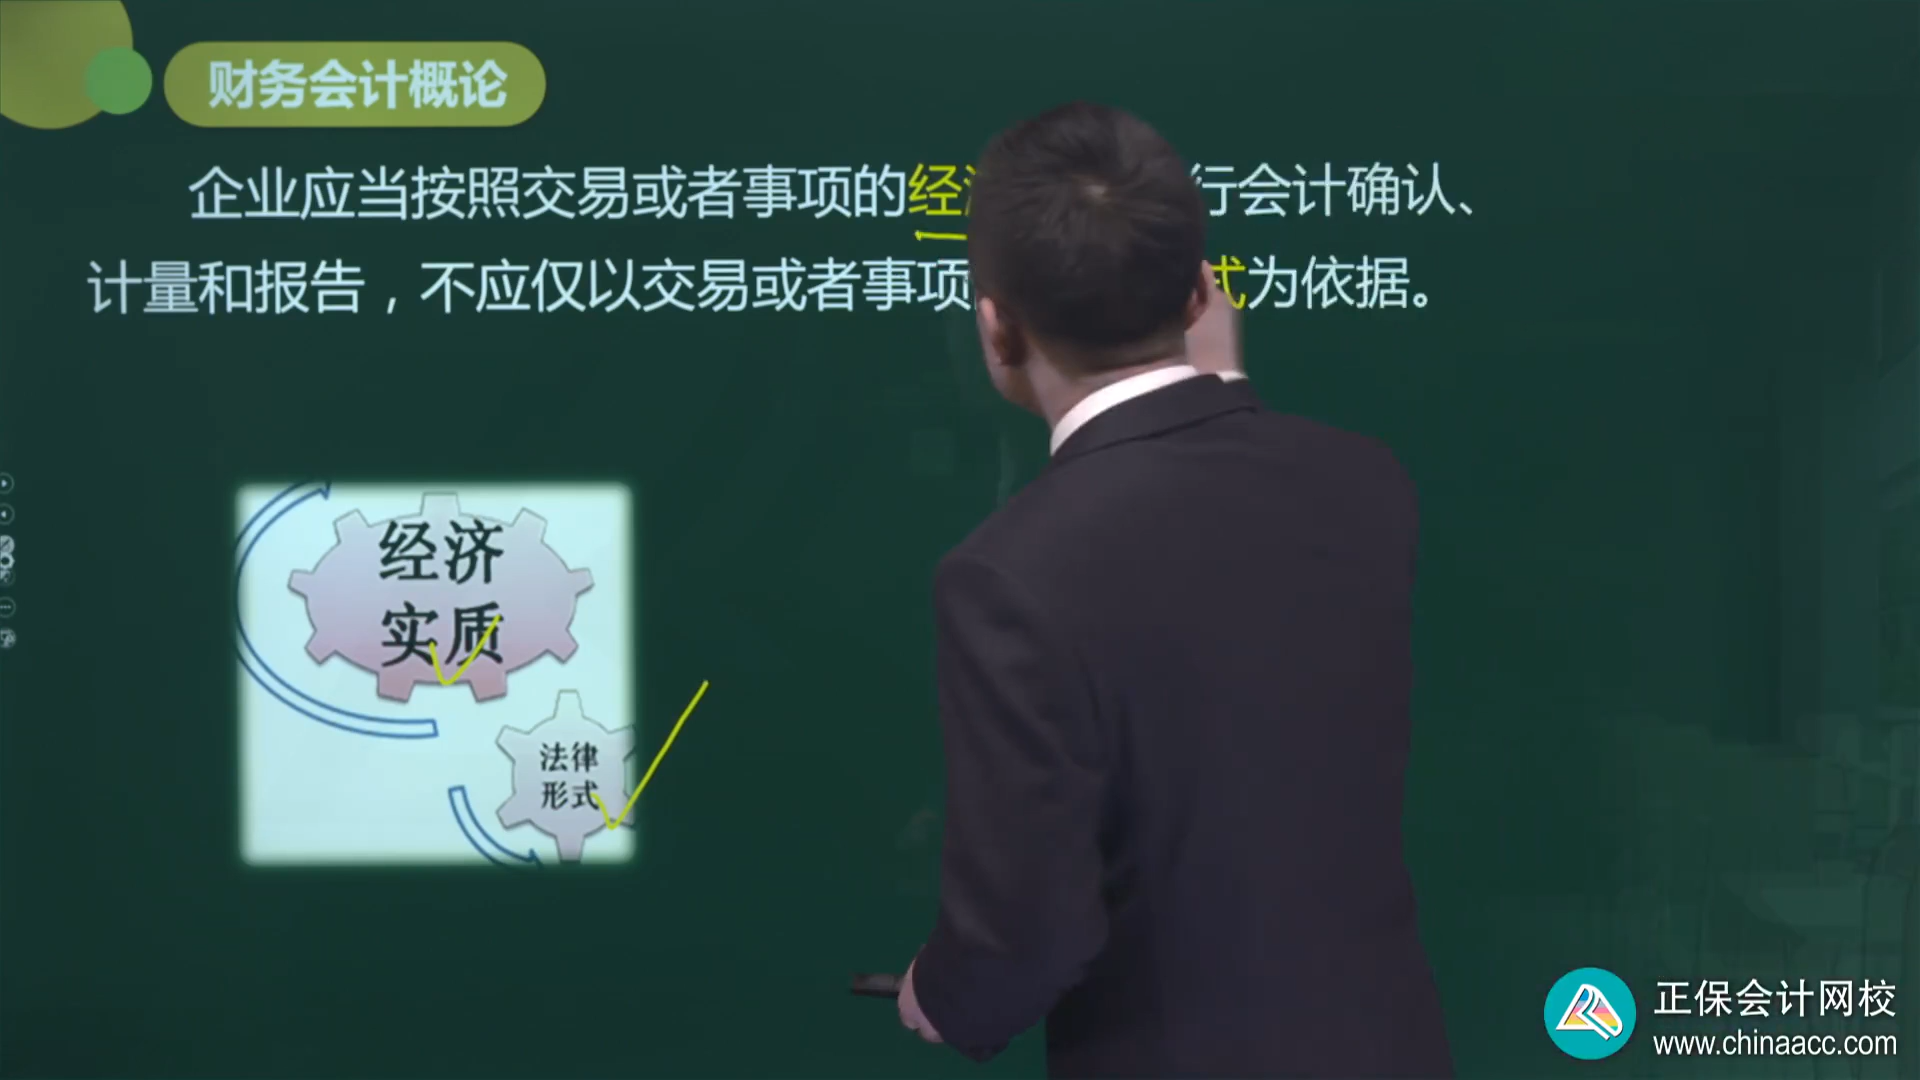 财务会计概论
企业应当按照交易或者事项的经 行会计确认、
计量和报告，不应仅以交易或者事项 式为依据。
经济
实质
法律
形式
正保会计网校
www.chinaacc.com